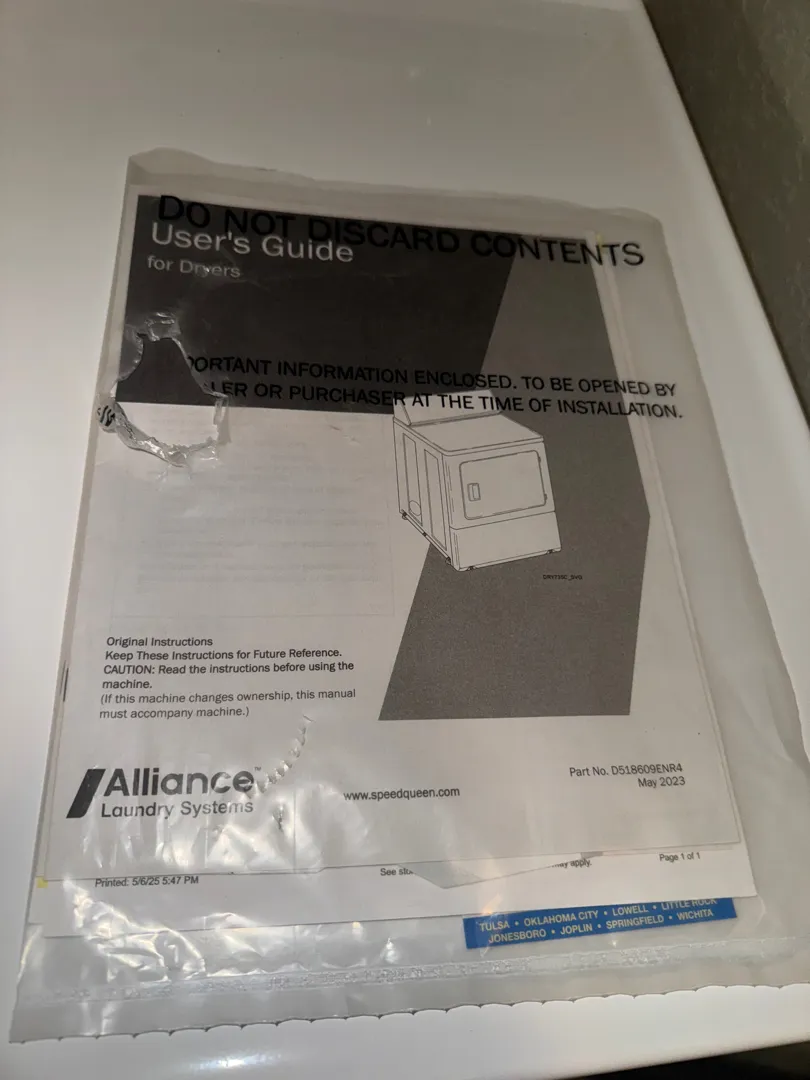 DO NOT DISCARD CONTENTS
User's Guide
for Dryers
PORTANT INFORMATION ENCLOSED. TO BE OPENED BY
LER OR PURCHASER AT THE TIME OF INSTALLATION.
Original Instructions
Keep These Instructions for Future Reference.
CAUTION: Read the instructions before using the
machine.
(If this machine changes ownership, this manual
must accompany machine.)
Alliance
Laundry Systems
www.speedqueen.com
Part No. D518609ENR4
May 2023
Printed: 5/6/25 5:47 PM
See
may apply.
Page 1 of 1
TULSA • OKLAHOMA CITY • LOWELL • LITTLE ROCK
JONESBORO • JOPLIN • SPRINGFIELD • WICHITA